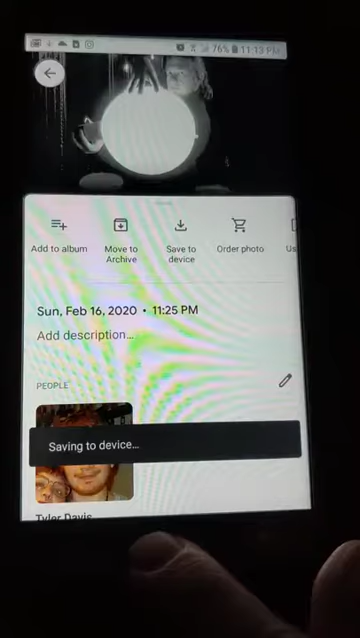 76% 11:13 PM
Add to album
Move to Archive
Save to device
Order photo
Us
Sun, Feb 16, 2020 • 11:25 PM
Add description...
PEOPLE
Saving to device...
Tyler Davis